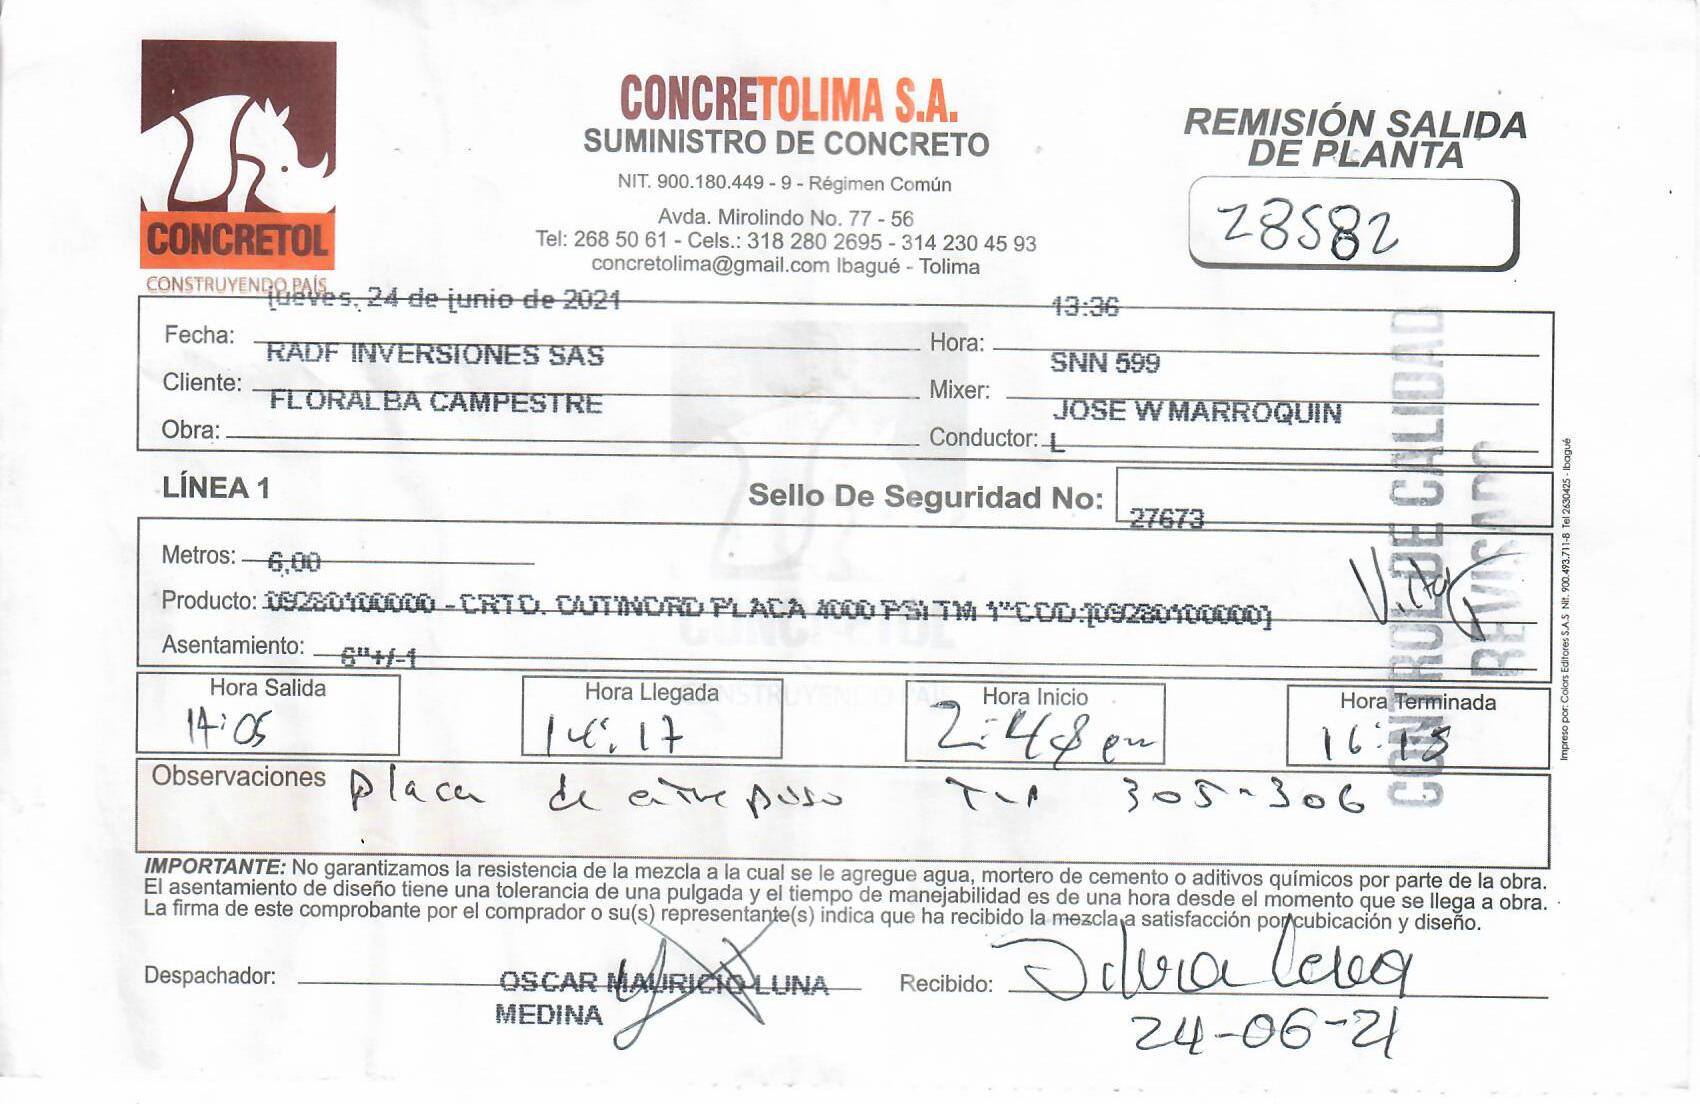 CONCRETOL
CONSTRUYENDO PAÍS
CONCRETOLIMA S.A.
SUMINISTRO DE CONCRETO
NIT. 900.180.449 - 9 - Régimen Común
Avda. Mirolindo No. 77 - 56
Tel: 268 50 61 - Cels.: 318 280 2695 - 314 230 45 93
concretolima@gmail.com Ibagué - Tolima
REMISIÓN SALIDA
DE PLANTA
28582
jueves, 24 de junio de 2021 13:36
Fecha: Hora:
RADF INVERSIONES SAS SNN 599
Cliente: Mixer:
FLORALBA CAMPESTRE JOSE W MARROQUIN
Obra: Conductor: L
LÍNEA 1 Sello De Seguridad No: 27673
Metros: 6,00
Producto: 09280100000 - CRTO. OUTINORD PLACA 4000 PSI TM 1" COD:[09280100000]
Asentamiento: 6"+/-1
CONTROL DE CALIDAD
REVISADO
Hora Salida Hora Llegada Hora Inicio Hora Terminada
14:05 14:17 2:48 pm 16:18
Observaciones Placa de entrepiso 305-306
IMPORTANTE: No garantizamos la resistencia de la mezcla a la cual se le agregue agua, mortero de cemento o aditivos químicos por parte de la obra.
El asentamiento de diseño tiene una tolerancia de una pulgada y el tiempo de manejabilidad es de una hora desde el momento que se llega a obra.
La firma de este comprobante por el comprador o su(s) representante(s) indica que ha recibido la mezcla a satisfacción por cubicación y diseño.
Despachador: OSCAR MAURICIO LUNA
MEDINA
Recibido:
24-06-21
Impreso por: Colors Editores S.A.S Nit. 900.493.711-8 Tel 2630425 - Ibagué